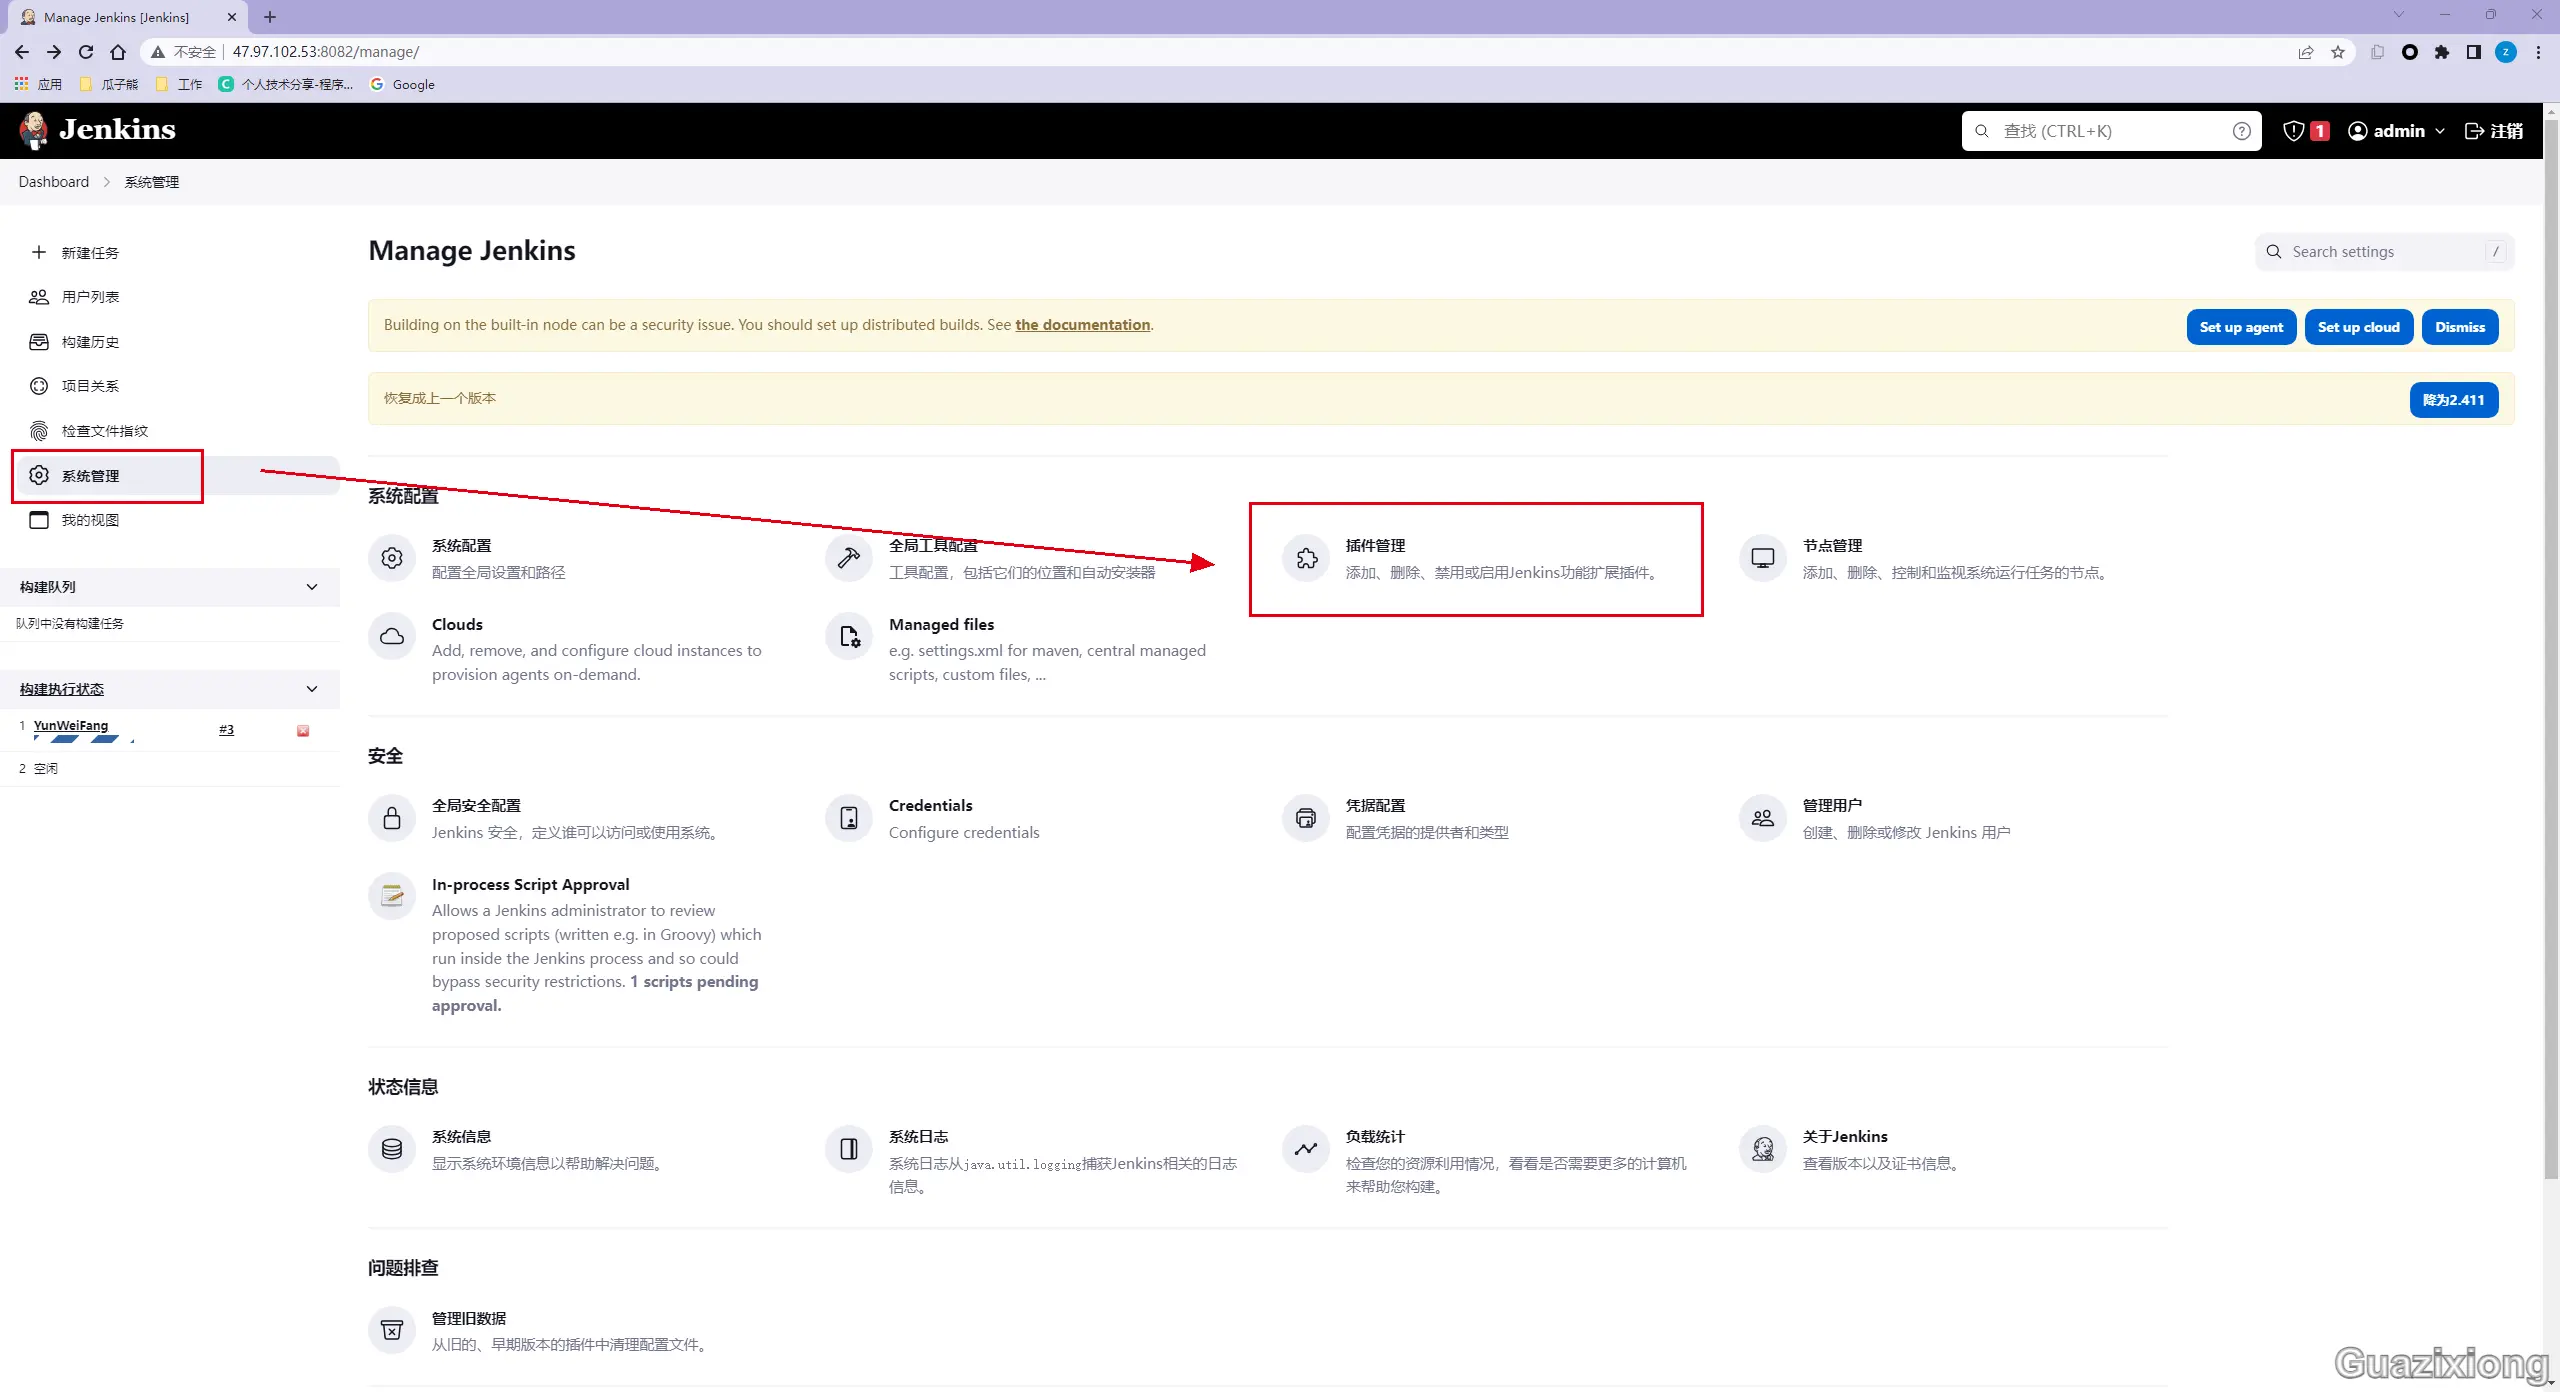 Manage Jenkins [Jenkins]
不安全 47.97.102.53:8082/manage/
应用 瓜子熊 工作 个人技术分享-程序... Google
Jenkins
查找 (CTRL+K)
1
admin
注销
Dashboard
系统管理
新建任务
用户列表
构建历史
项目关系
检查文件指纹
系统管理
我的视图
构建队列
队列中没有构建任务
构建执行状态
1 YunWeiFang #3
2 空闲
Manage Jenkins
Search settings /
Building on the built-in node can be a security issue. You should set up distributed builds. See the documentation.
Set up agent Set up cloud Dismiss
恢复成上一个版本
降为2.411
系统配置
系统配置
配置全局设置和路径
全局工具配置
工具配置，包括它们的位置和自动安装器
插件管理
添加、删除、禁用或启用Jenkins功能扩展插件。
节点管理
添加、删除、控制和监视系统运行任务的节点。
Clouds
Add, remove, and configure cloud instances to
provision agents on-demand.
Managed files
e.g. settings.xml for maven, central managed
scripts, custom files, ...
安全
全局安全配置
Jenkins 安全，定义谁可以访问或使用系统。
Credentials
Configure credentials
凭据配置
配置凭据的提供者和类型
管理用户
创建、删除或修改 Jenkins 用户
In-process Script Approval
Allows a Jenkins administrator to review
proposed scripts (written e.g. in Groovy) which
run inside the Jenkins process and so could
bypass security restrictions. 1 scripts pending
approval.
状态信息
系统信息
显示系统环境信息以帮助解决问题。
系统日志
系统日志从java.util.logging捕获Jenkins相关的日志
信息。
负载统计
检查您的资源利用情况，看看是否需要更多的计算机
来帮助您构建。
关于Jenkins
查看版本以及证书信息。
问题排查
管理旧数据
从旧的、早期版本的插件中清理配置文件。
Guazixiong